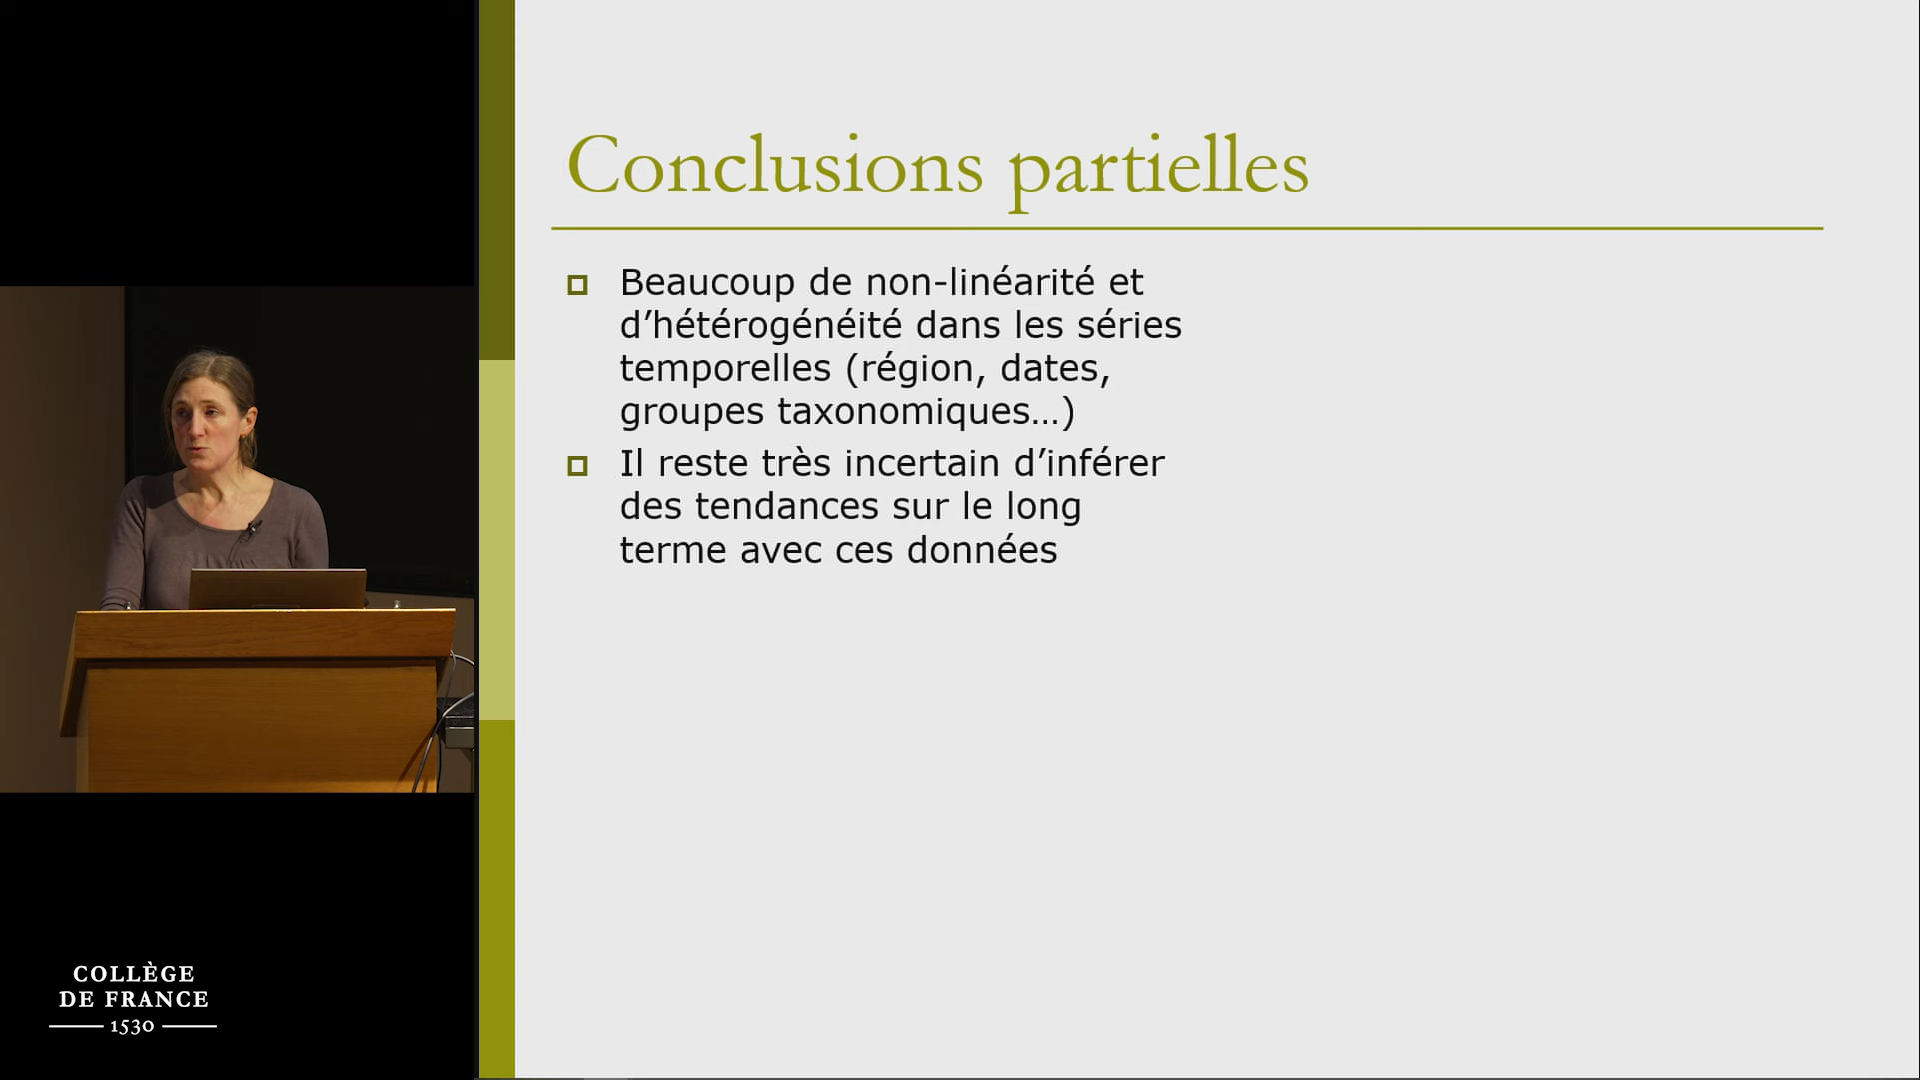 Conclusions partielles
Beaucoup de non-linéarité et
d’hétérogénéité dans les séries
temporelles (région, dates,
groupes taxonomiques…)
Il reste très incertain d’inférer
des tendances sur le long
terme avec ces données
COLLÈGE
DE FRANCE
1530